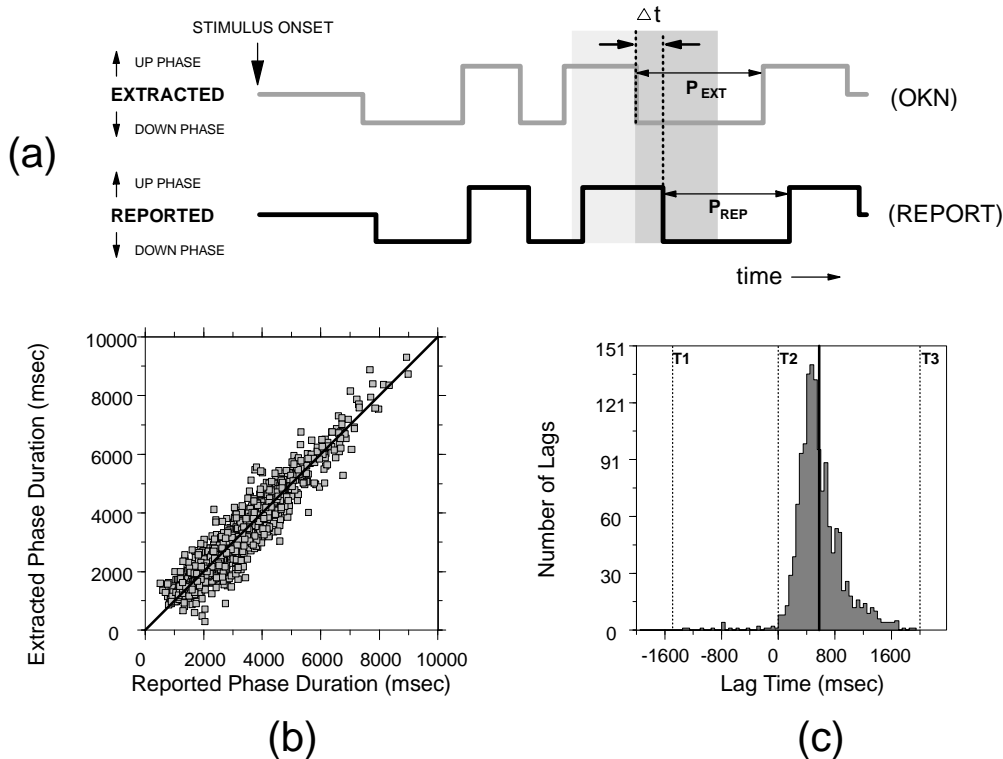 (a)
STIMULUS ONSET
UP PHASE
EXTRACTED
DOWN PHASE
Δt
P EXT
(OKN)
UP PHASE
REPORTED
DOWN PHASE
P REP
(REPORT)
time
Extracted Phase Duration (msec)
10000
8000
6000
4000
2000
0
0 2000 4000 6000 8000 10000
Reported Phase Duration (msec)
(b)
Number of Lags
151
121
91
60
30
0
T1 T2 T3
-1600 -800 0 800 1600
Lag Time (msec)
(c)